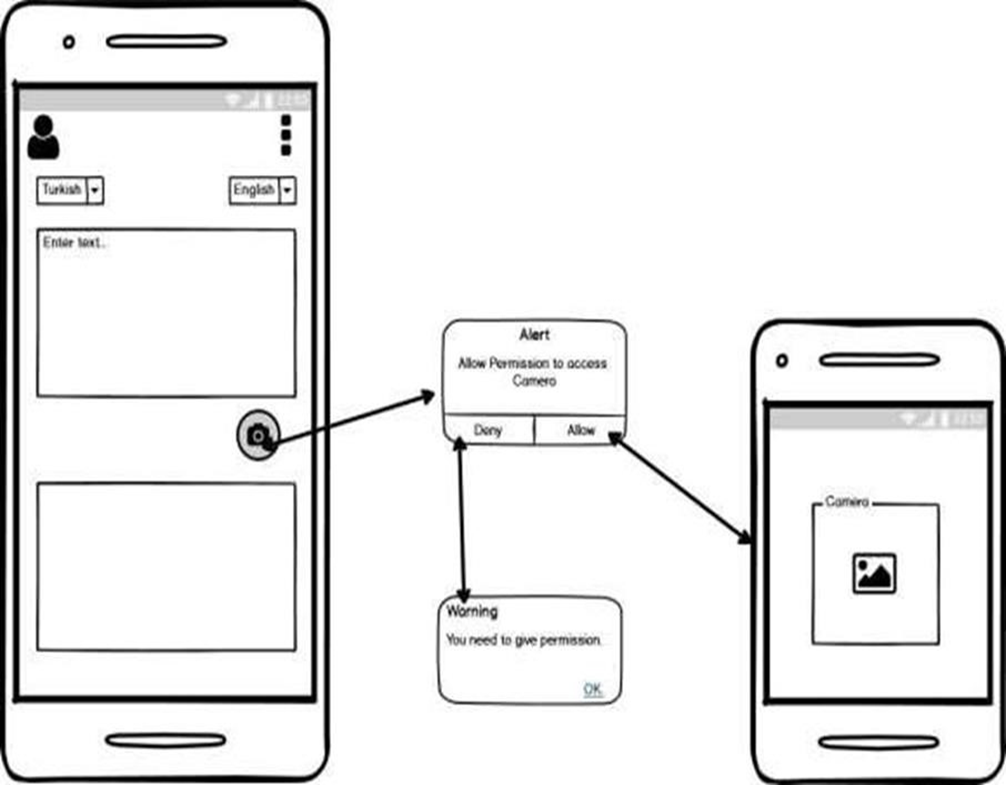 Turkish
English
Enter text..
Alert
Allow Permission to access
Camera
Deny
Allow
Warning
You need to give permission.
OK
Camera